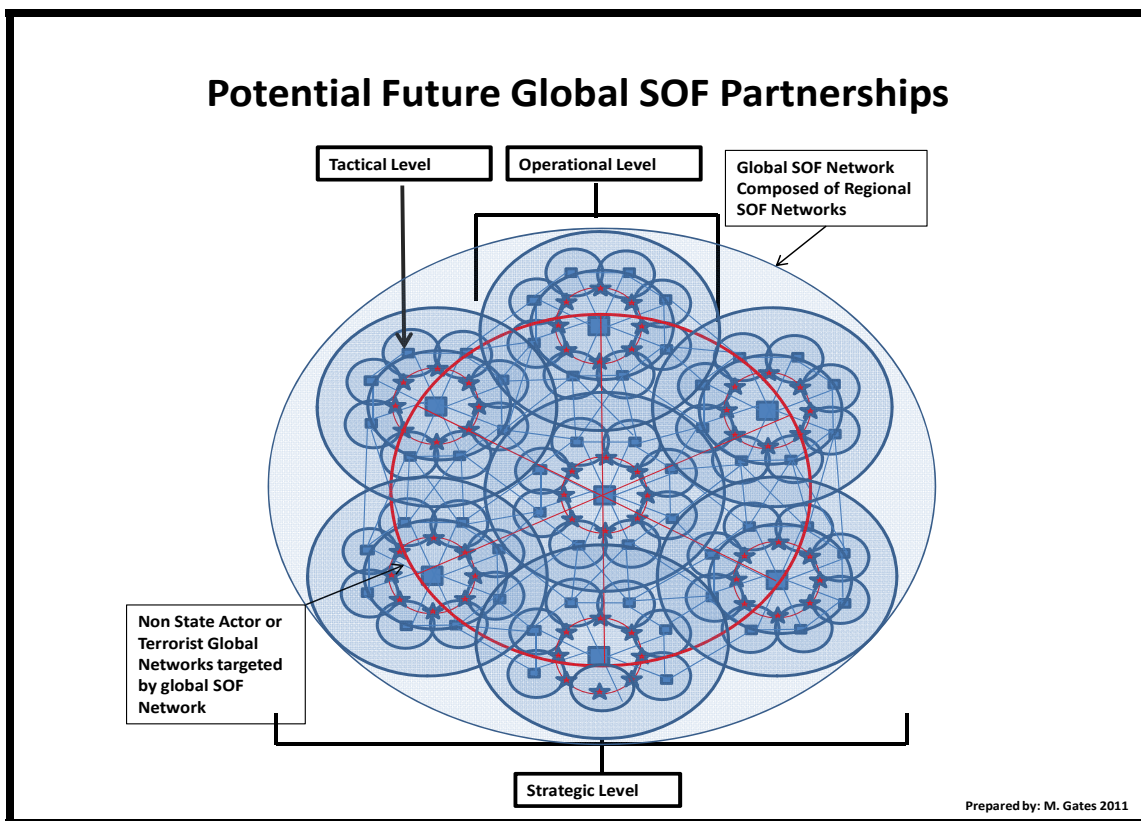 Potential Future Global SOF Partnerships
Tactical Level
Operational Level
Global SOF Network
Composed of Regional
SOF Networks
Non State Actor or
Terrorist Global
Networks targeted
by global SOF
Network
Strategic Level
Prepared by: M. Gates 2011